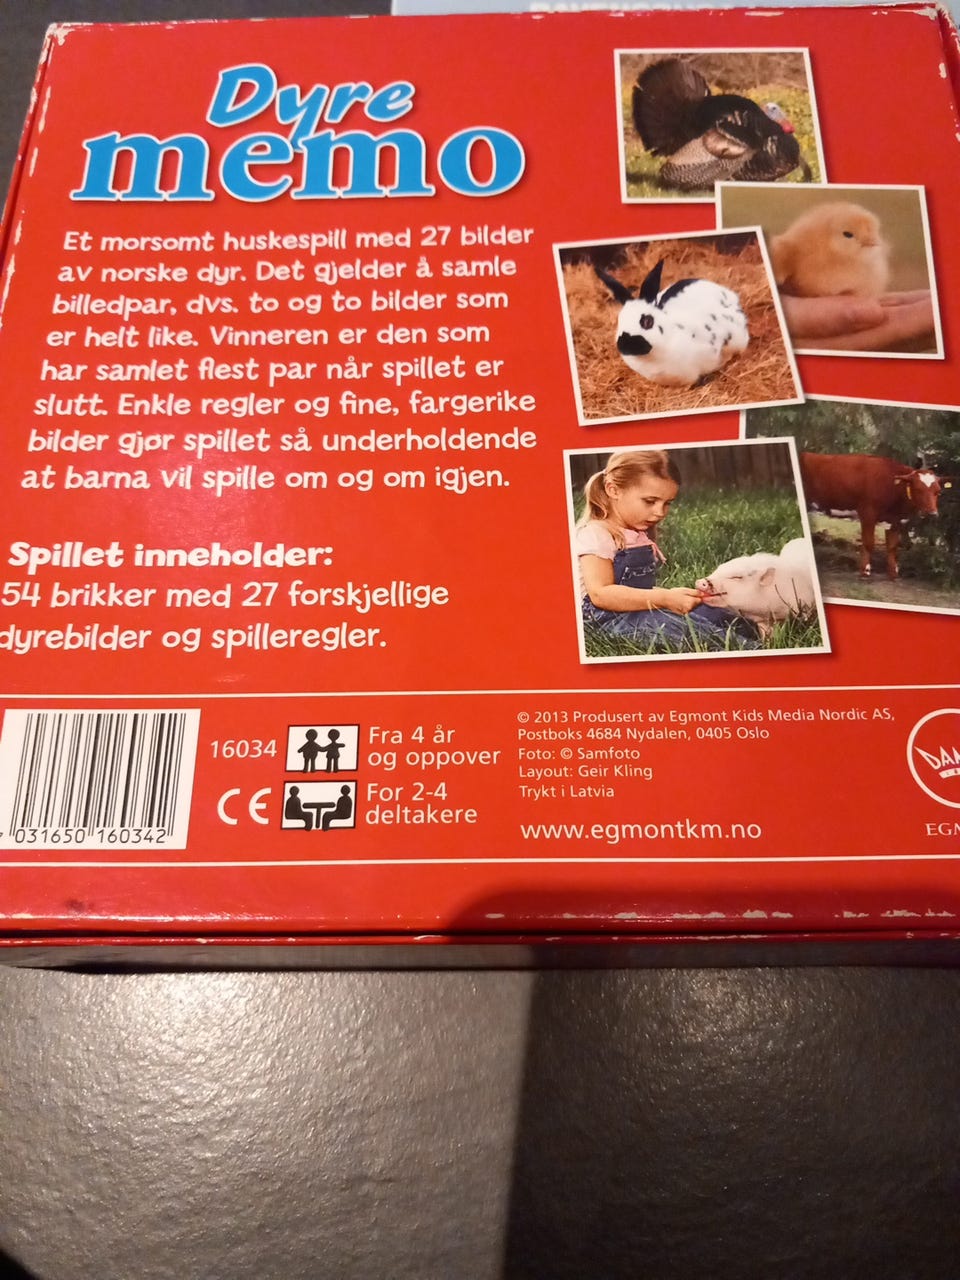 Dyre
memo
Et morsomt huskespill med 27 bilder
av norske dyr. Det gjelder å samle
billedpar, dvs. to og to bilder som
er helt like. Vinneren er den som
har samlet flest par når spillet er
slutt. Enkle regler og fine, fargerike
bilder gjør spillet så underholdende
at barna vil spille om og om igjen.
Spillet inneholder:
54 brikker med 27 forskjellige
dyrebilder og spilleregler.
7 031650 160342
16034
Fra 4 år
og oppover
CE
For 2-4
deltakere
© 2013 Produsert av Egmont Kids Media Nordic AS,
Postboks 4684 Nydalen, 0405 Oslo
Foto: © Samfoto
Layout: Geir Kling
Trykt i Latvia
www.egmontkm.no